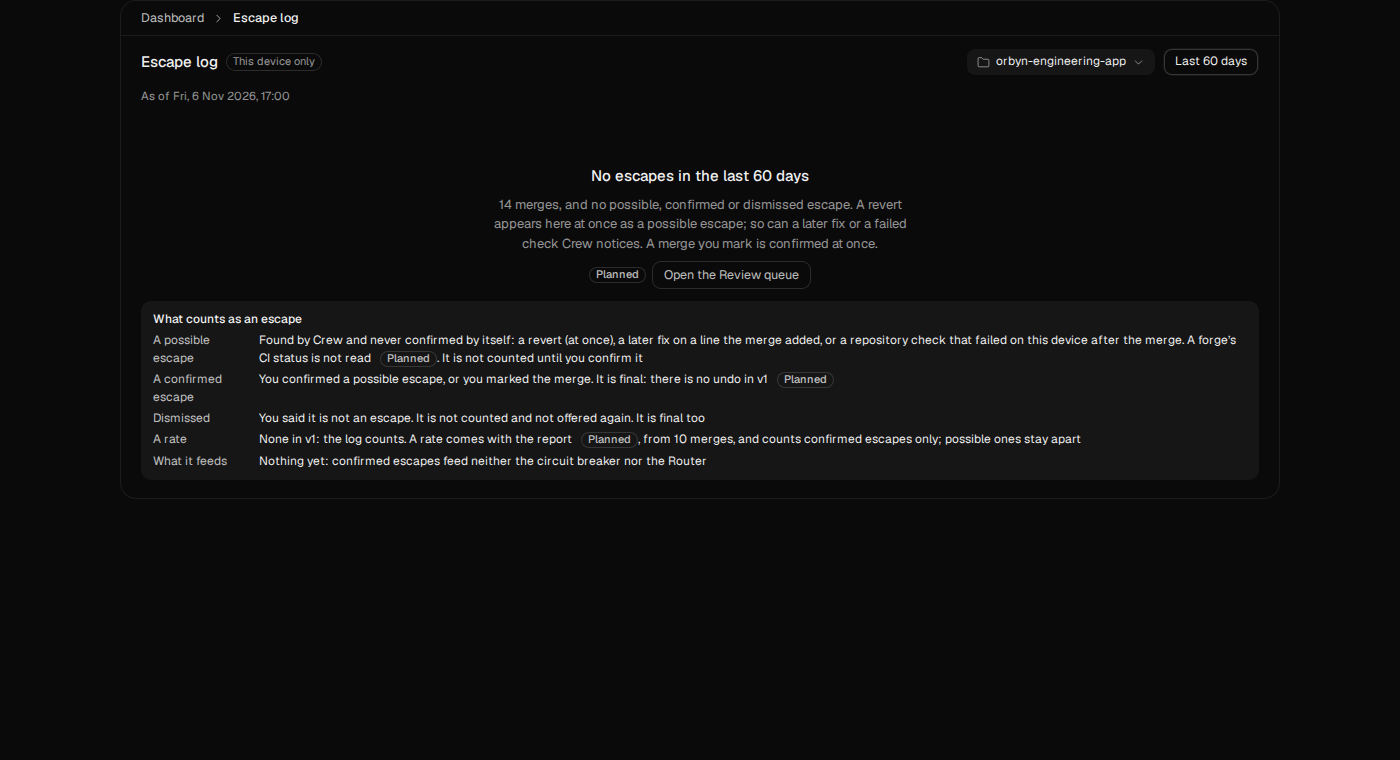 Dashboard > Escape log
Escape log This device only orbyn-engineering-app Last 60 days
As of Fri, 6 Nov 2026, 17:00
No escapes in the last 60 days
14 merges, and no possible, confirmed or dismissed escape. A revert
appears here at once as a possible escape; so can a later fix or a failed
check Crew notices. A merge you mark is confirmed at once.
Planned Open the Review queue
What counts as an escape
A possible escape
Found by Crew and never confirmed by itself: a revert (at once), a later fix on a line the merge added, or a repository check that failed on this device after the merge. A forge's
CI status is not read Planned. It is not counted until you confirm it
A confirmed escape
You confirmed a possible escape, or you marked the merge. It is final: there is no undo in v1 Planned
Dismissed You said it is not an escape. It is not counted and not offered again. It is final too
A rate None in v1: the log counts. A rate comes with the report Planned, from 10 merges, and counts confirmed escapes only; possible ones stay apart
What it feeds Nothing yet: confirmed escapes feed neither the circuit breaker nor the Router